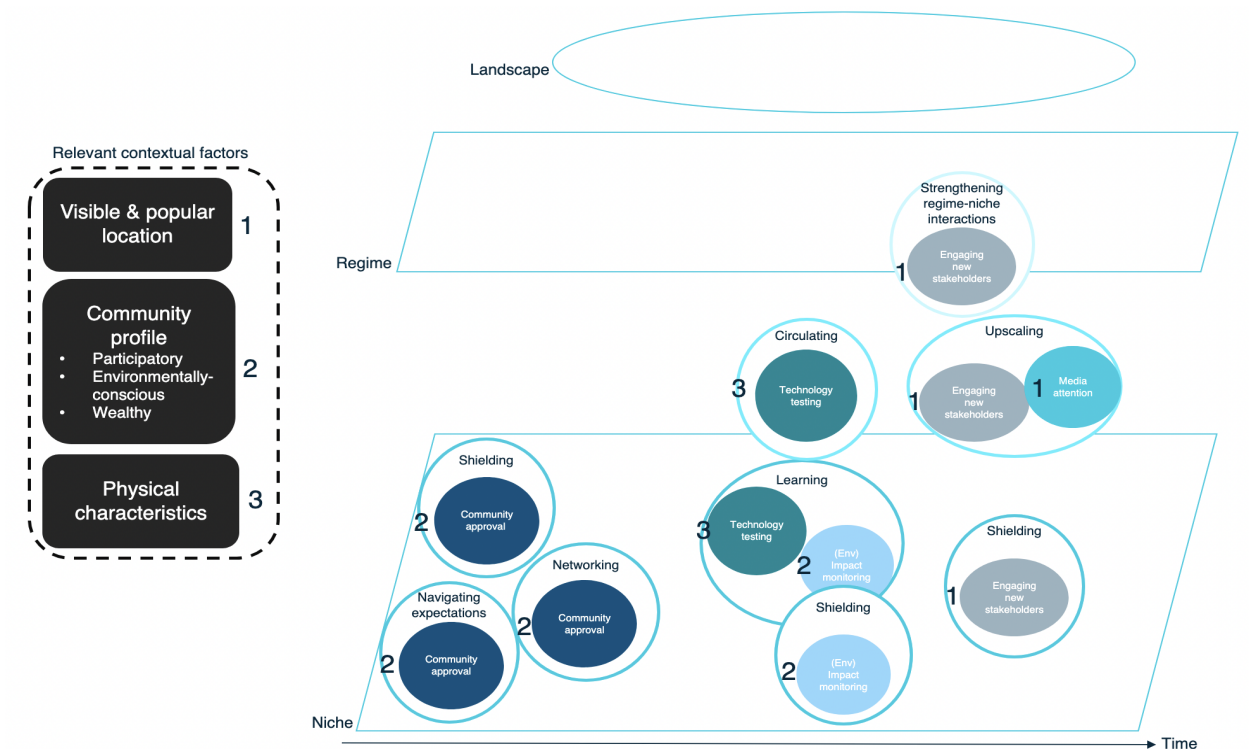 Landscape
Relevant contextual factors
Visible & popular
location
1
Community
profile
• Participatory
• Environmentally-
conscious
• Wealthy
2
Physical
characteristics
3
Regime
Strengthening
regime-niche
interactions
Engaging
new
stakeholders
1
Circulating
Technology
testing
3
Upscaling
Engaging
new
stakeholders
1
Media
attention
1
Shielding
Community
approval
2
Networking
Community
approval
2
Navigating
expectations
Community
approval
2
Learning
Technology
testing
3
(Env)
Impact
monitoring
2
Shielding
(Env)
Impact
monitoring
2
Shielding
Engaging
new
stakeholders
1
Niche
Time